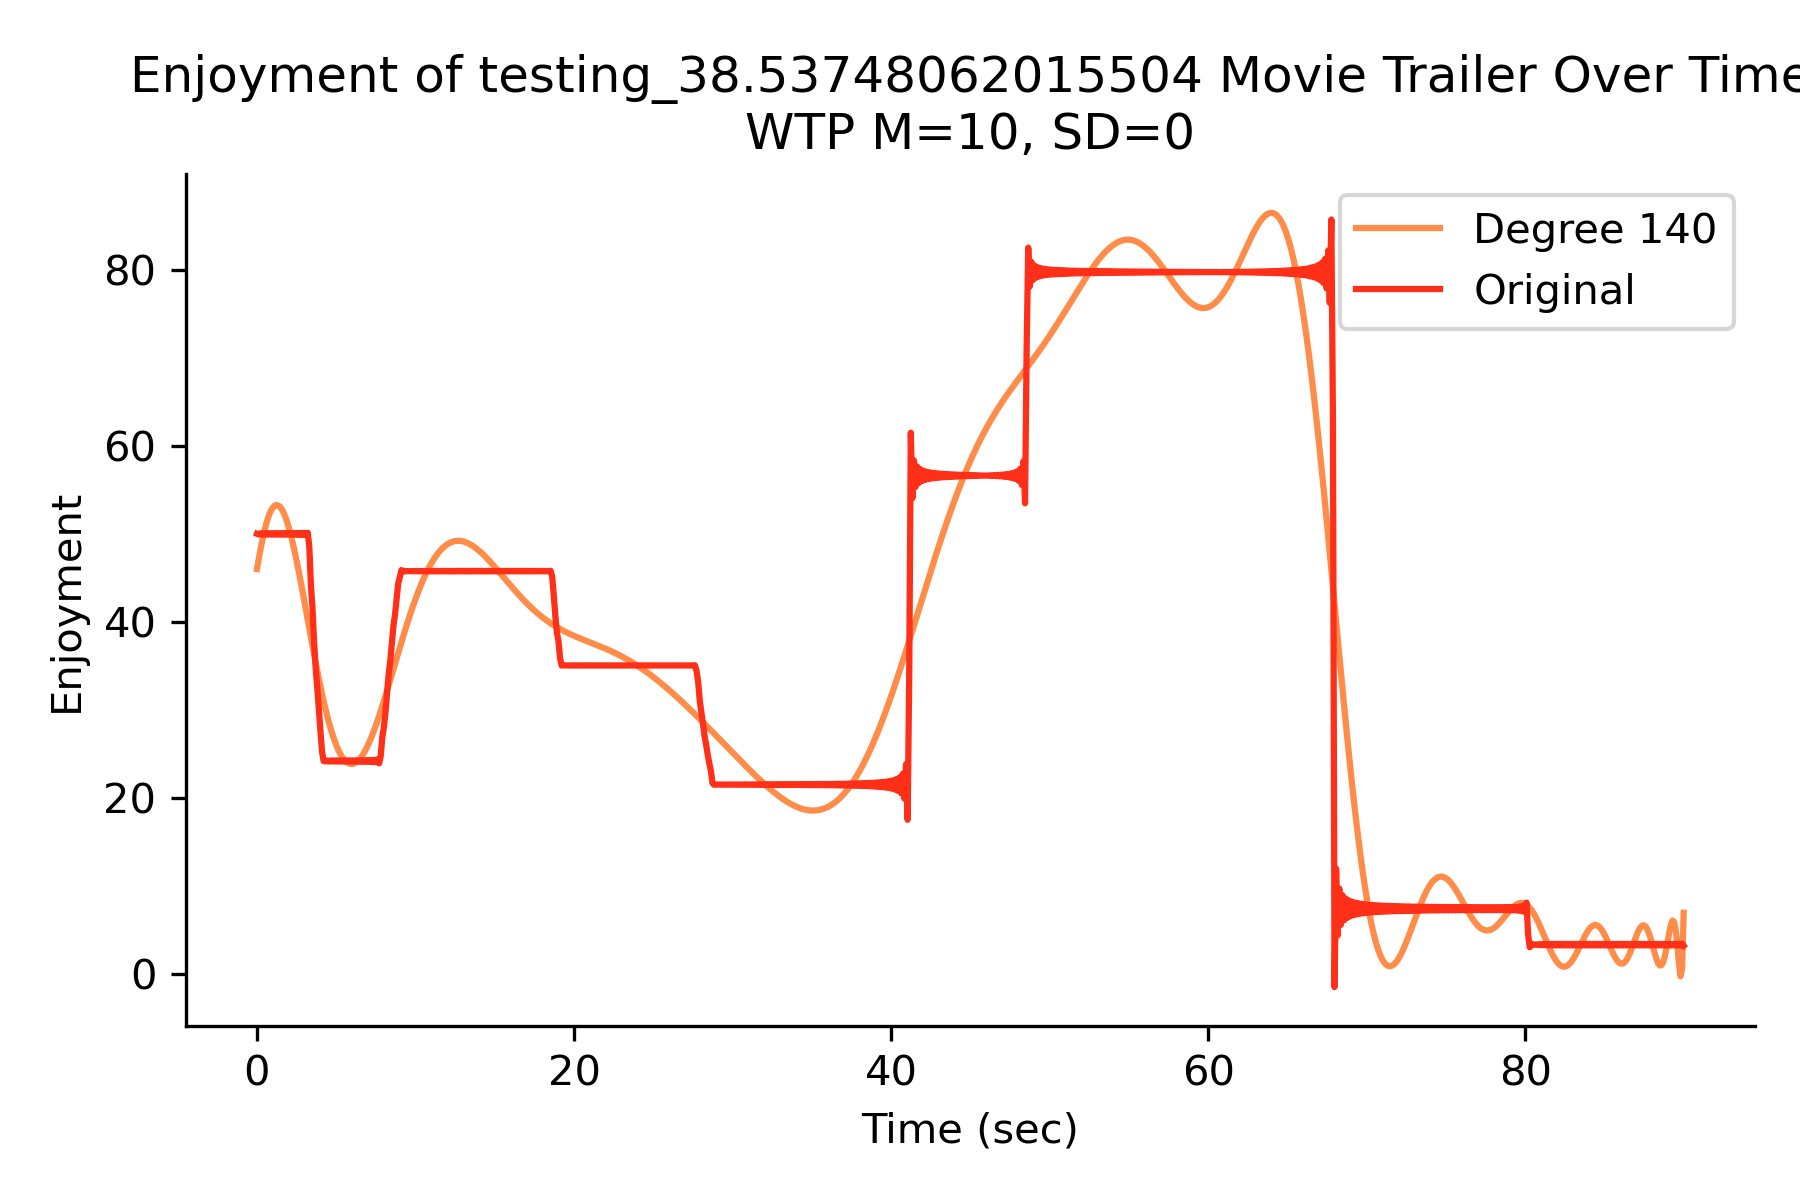 Enjoyment of testing_38.53748062015504 Movie Trailer Over Time
WTP M=10, SD=0
Degree 140
Original
Enjoyment
80
60
40
20
0
0 20 40 60 80
Time (sec)